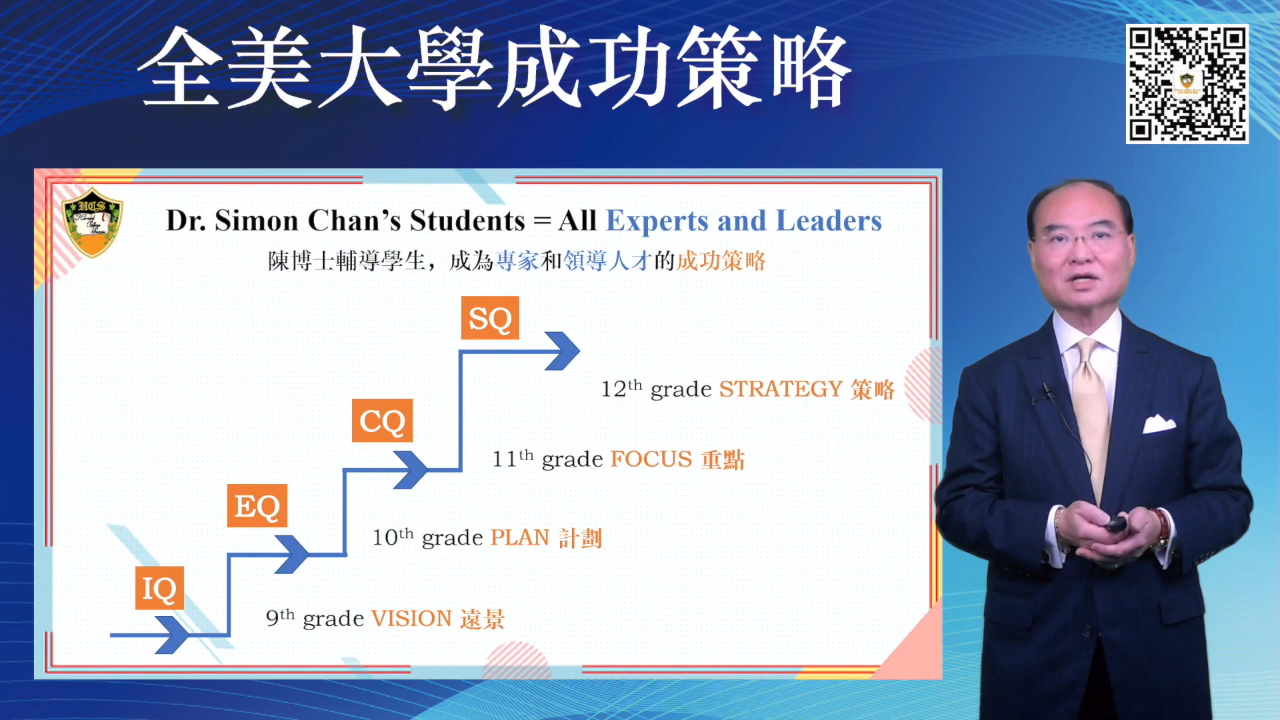 全美大學成功策略
HCS
Dr. Simon Chan's Students = All Experts and Leaders
陳博士輔導學生，成為專家和領導人才的成功策略
SQ
12th grade STRATEGY 策略
CQ
11th grade FOCUS 重點
EQ
10th grade PLAN 計劃
IQ
9th grade VISION 遠景